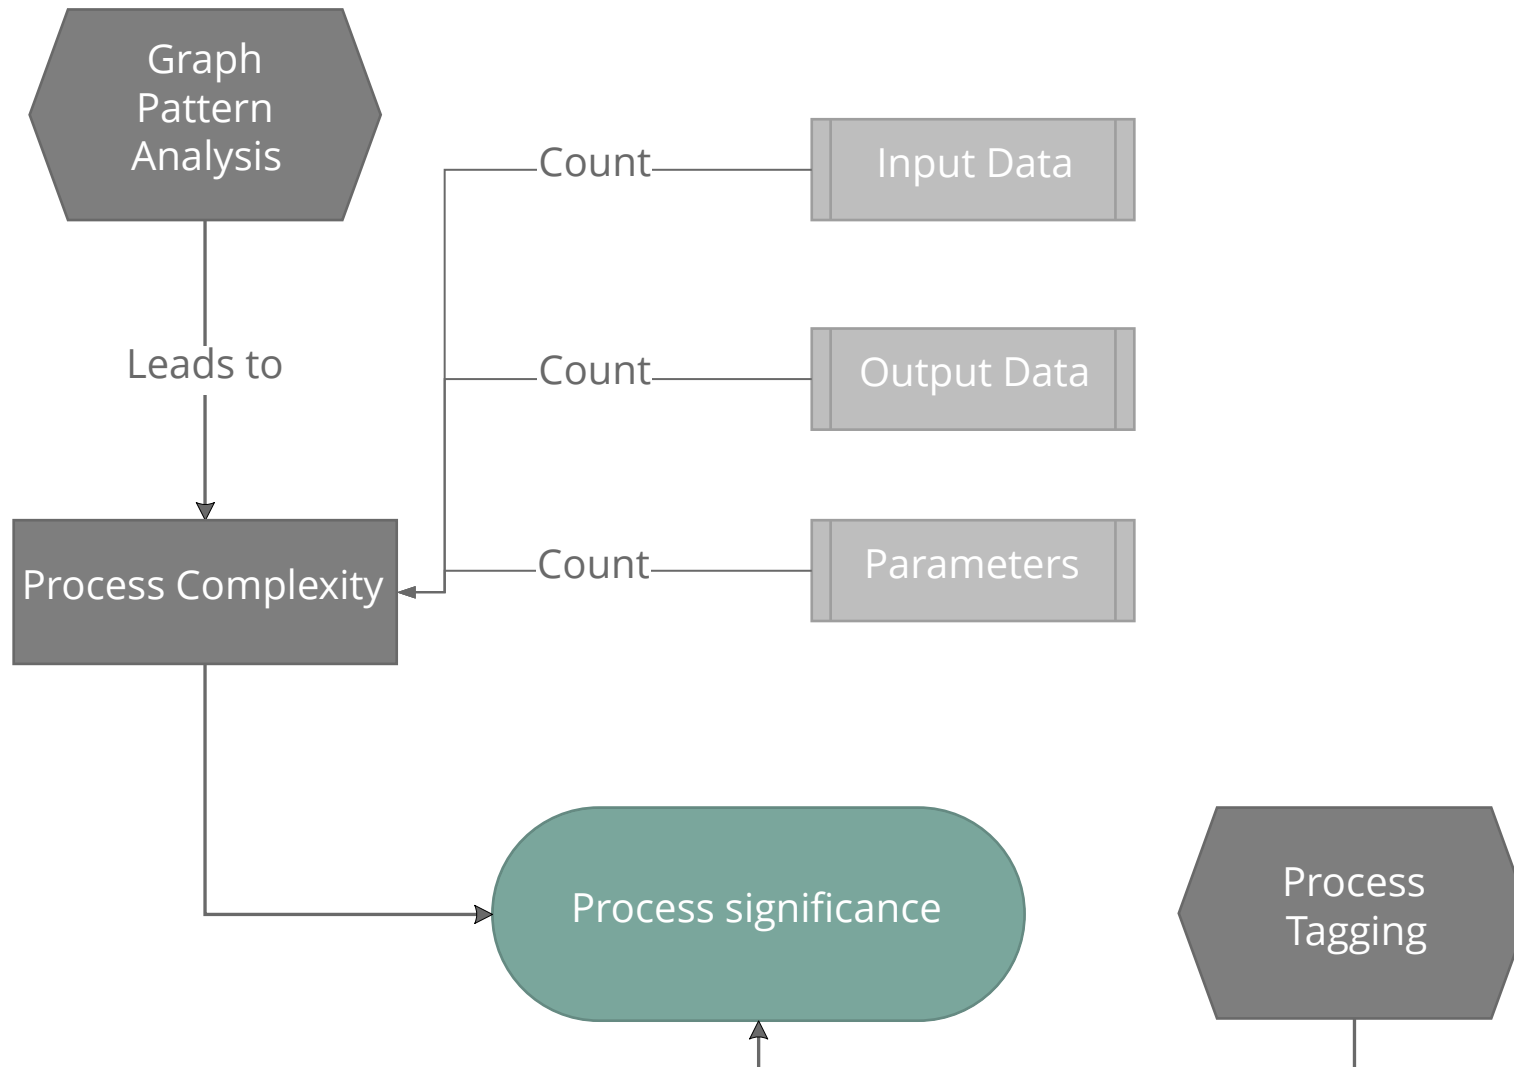 Graph
Pattern
Analysis
Count
Input Data
Leads to
Count
Output Data
Process Complexity
Count
Parameters
Process significance
Process
Tagging